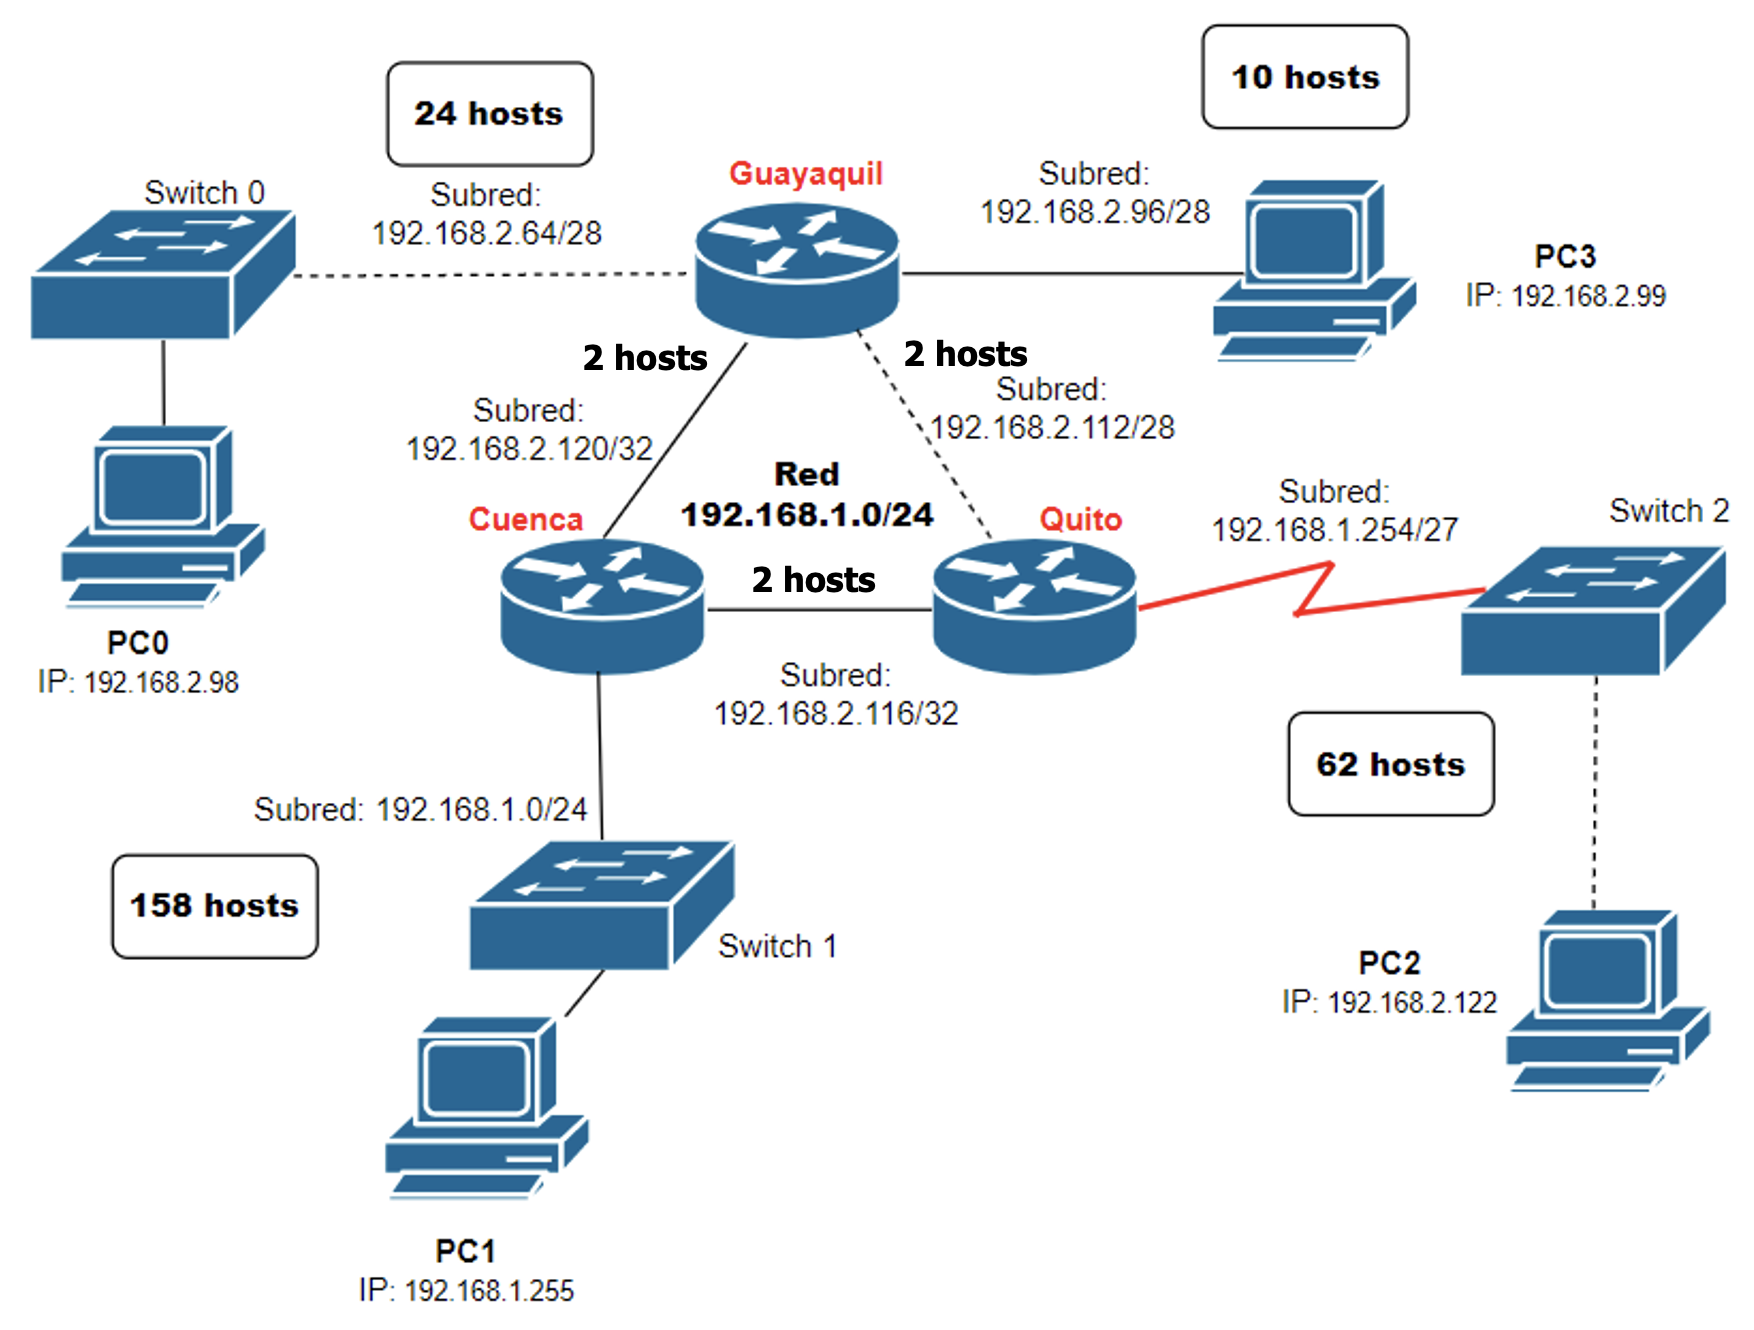 10 hosts
24 hosts
Guayaquil
Subred:
192.168.2.96/28
Switch 0
Subred:
192.168.2.64/28
PC3
IP: 192.168.2.99
2 hosts
2 hosts
Subred:
192.168.2.112/28
Subred:
192.168.2.120/32
Red
192.168.1.0/24
Cuenca
Quito
Subred:
192.168.1.254/27
Switch 2
2 hosts
PC0
IP: 192.168.2.98
Subred:
192.168.2.116/32
62 hosts
Subred: 192.168.1.0/24
158 hosts
Switch 1
PC2
IP: 192.168.2.122
PC1
IP: 192.168.1.255